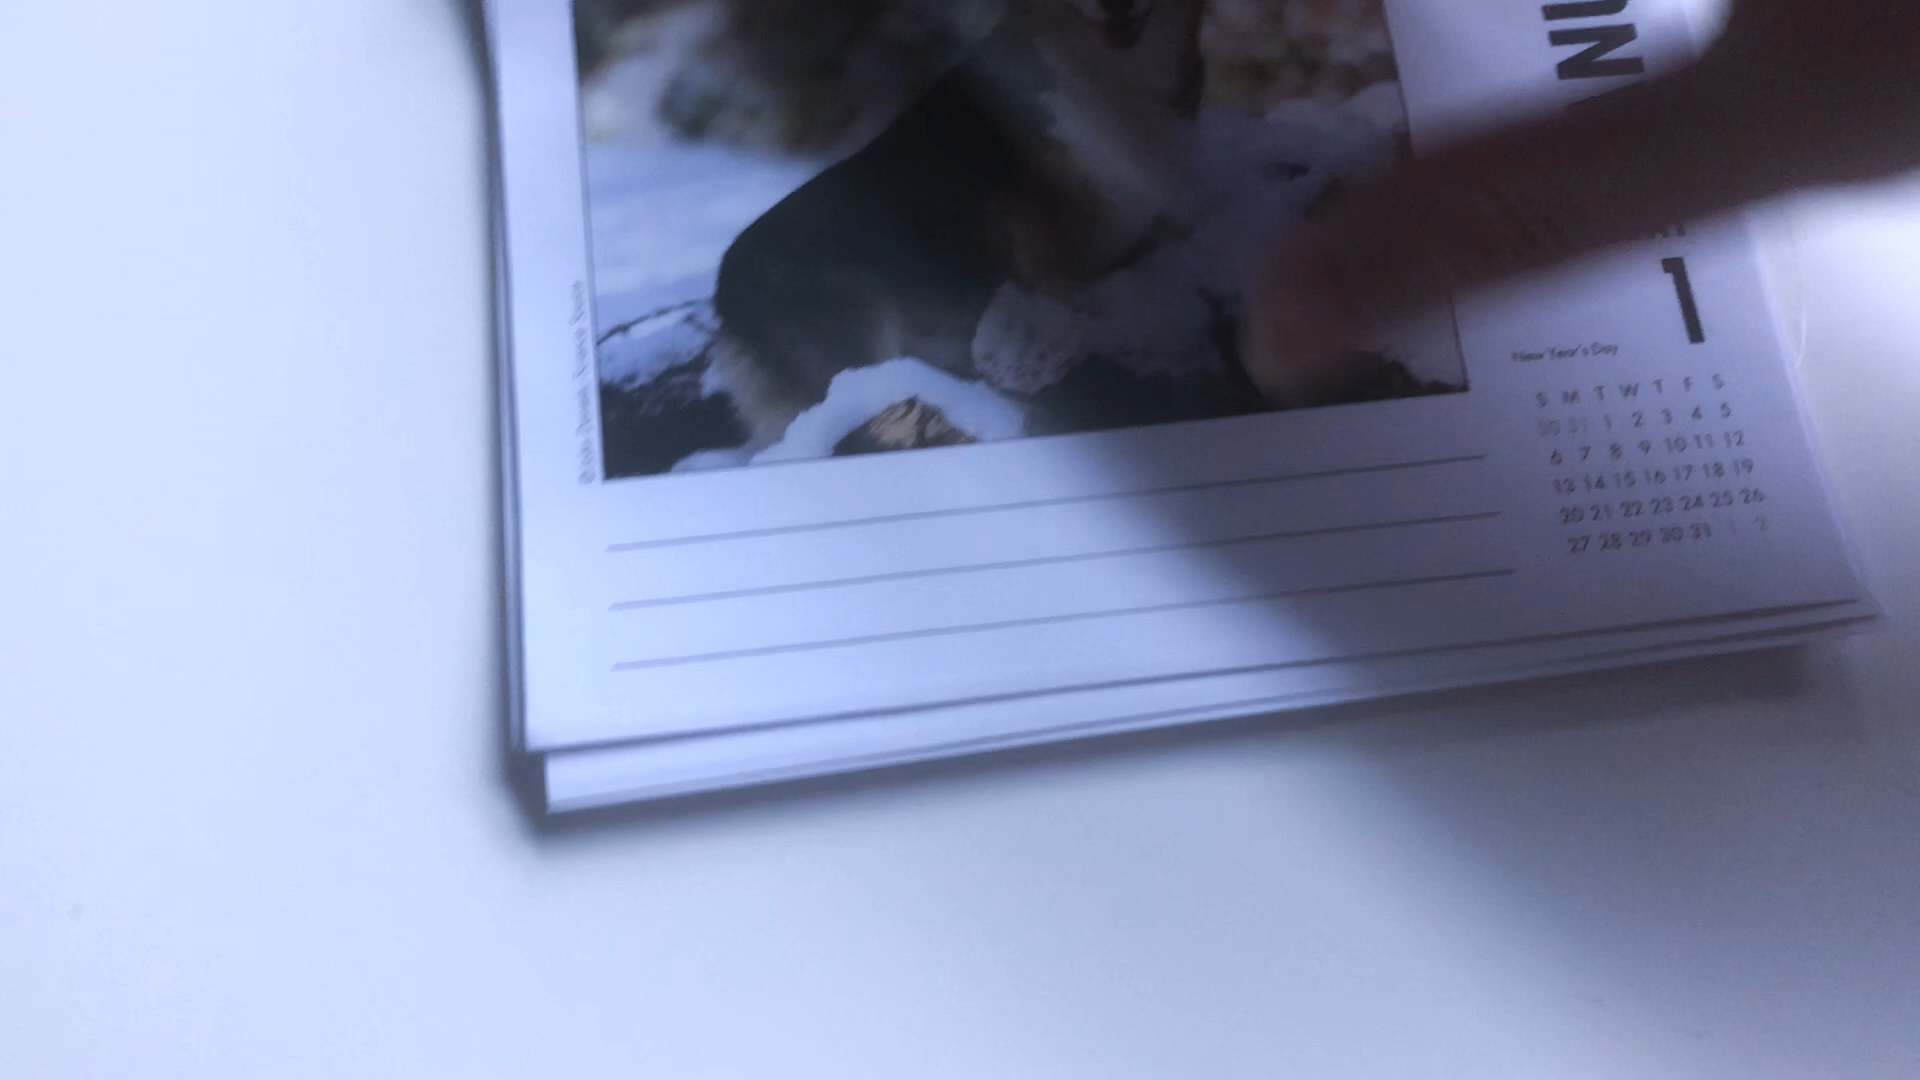 1
New Year's Day
S M T W T F S
30 31 1 2 3 4 5
6 7 8 9 10 11 12
13 14 15 16 17 18 19
20 21 22 23 24 25 26
27 28 29 30 31 1 2